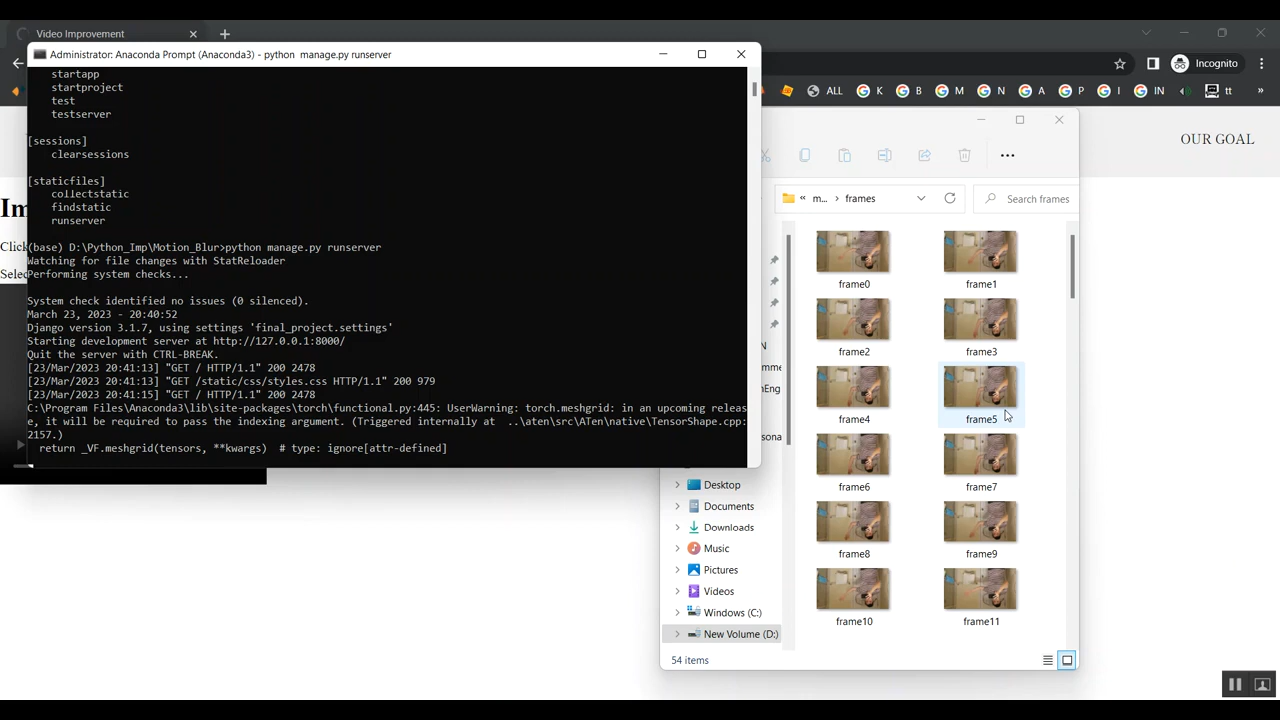 Video Improvement
Administrator: Anaconda Prompt (Anaconda3) - python manage.py runserver
Incognito
ALL
K
B
M
N
A
P
I
IN
tt
»
startapp
startproject
test
testserver
[sessions]
clearsessions
[staticfiles]
collectstatic
findstatic
runserver
(base) D:\Python_Imp\Motion_Blur>python manage.py runserver
Watching for file changes with StatReloader
Performing system checks...
System check identified no issues (0 silenced).
March 23, 2023 - 20:40:52
Django version 3.1.7, using settings 'final_project.settings'
Starting development server at http://127.0.0.1:8000/
Quit the server with CTRL-BREAK.
[23/Mar/2023 20:41:13] "GET / HTTP/1.1" 200 2478
[23/Mar/2023 20:41:13] "GET /static/css/styles.css HTTP/1.1" 200 979
[23/Mar/2023 20:41:15] "GET / HTTP/1.1" 200 2478
C:\Program Files\Anaconda3\lib\site-packages\torch\functional.py:445: UserWarning: torch.meshgrid: in an upcoming releas
e, it will be required to pass the indexing argument. (Triggered internally at ..\aten\src\ATen\native\TensorShape.cpp:
2157.)
return _VF.meshgrid(tensors, **kwargs) # type: ignore[attr-defined]
OUR GOAL
Im
Click
Selec
« m... › frames
Search frames
N
mme
nEng
sona
Desktop
Documents
Downloads
Music
Pictures
Videos
Windows (C:)
New Volume (D:)
frame0 frame1
frame2 frame3
frame4 frame5
frame6 frame7
frame8 frame9
frame10 frame11
54 items